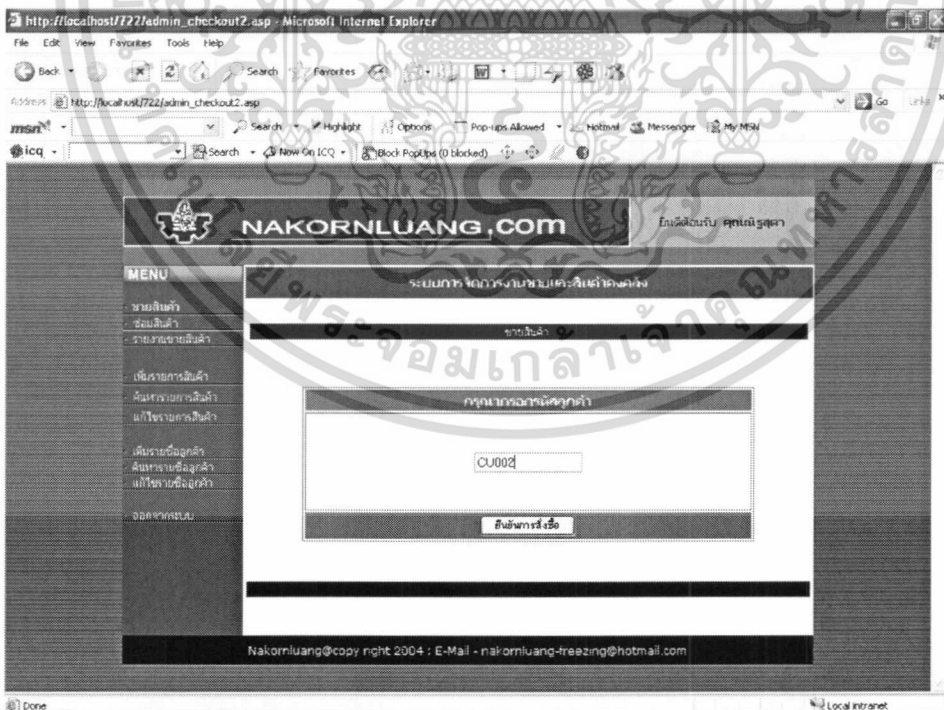 http://localhost/722/admin_checkout2.asp - Microsoft Internet Explorer
File Edit View Favorites Tools Help
Back Search Favorites
Address http://localhost/722/admin_checkout2.asp Go Links
msn Search Highlight Options Pop-ups Allowed Hotmail Messenger My MSN
icq Search Now On ICQ Block PopUps (0 blocked)
NAKORNLUANG.com ยินดีต้อนรับ คุณ
MENU
ระบบการจัดการงานขายและสินค้าคงคลัง
- ขายสินค้า
- ซ่อมสินค้า
- รายงานขายสินค้า
ขายสินค้า
- เพิ่มรายการสินค้า
- ค้นหารายการสินค้า
- แก้ไขรายการสินค้า
กรุณากรอกรหัสลูกค้า
CU002
- เพิ่มรายชื่อลูกค้า
- ค้นหารายชื่อลูกค้า
- แก้ไขรายชื่อลูกค้า
- ออกจากระบบ
ยืนยันการสั่งซื้อ
Nakornluang@copy right 2004 : E-Mail - nakornluang-freezing@hotmail.com
Done Local intranet